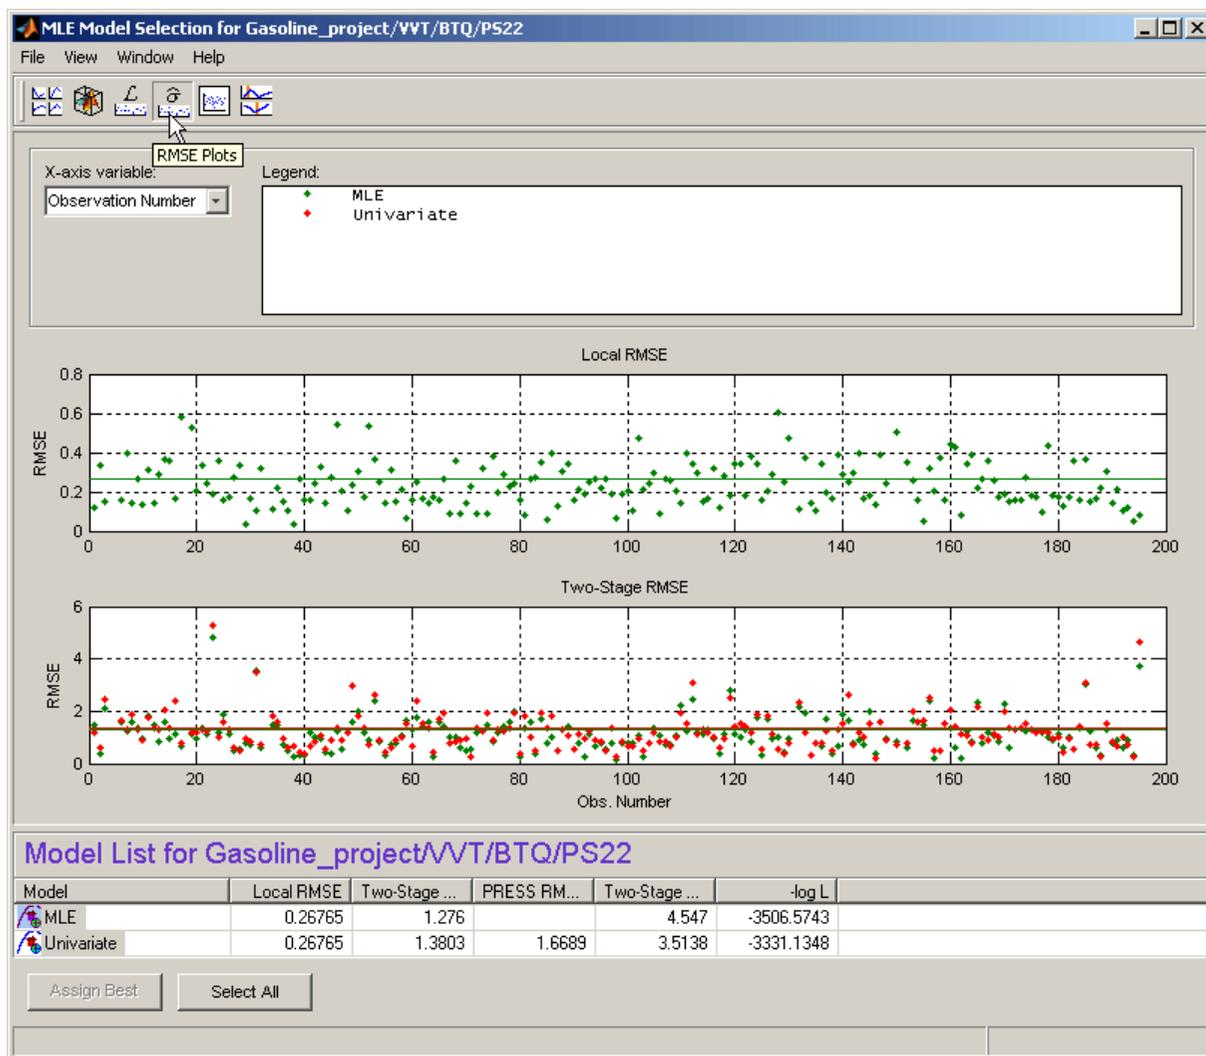 MLE Model Selection for Gasoline_project/VVT/BTQ/PS22
File View Window Help
RMSE Plots
X-axis variable:
Observation Number
Legend:
MLE
Univariate
Local RMSE
RMSE
0.8
0.6
0.4
0.2
0
0 20 40 60 80 100 120 140 160 180 200
Two-Stage RMSE
RMSE
6
4
2
0
0 20 40 60 80 100 120 140 160 180 200
Obs. Number
Model List for Gasoline_project/VVT/BTQ/PS22
Model Local RMSE Two-Stage ... PRESS RM... Two-Stage ... -log L
MLE 0.26765 1.276 4.547 -3506.5743
Univariate 0.26765 1.3803 1.6689 3.5138 -3331.1348
Assign Best Select All